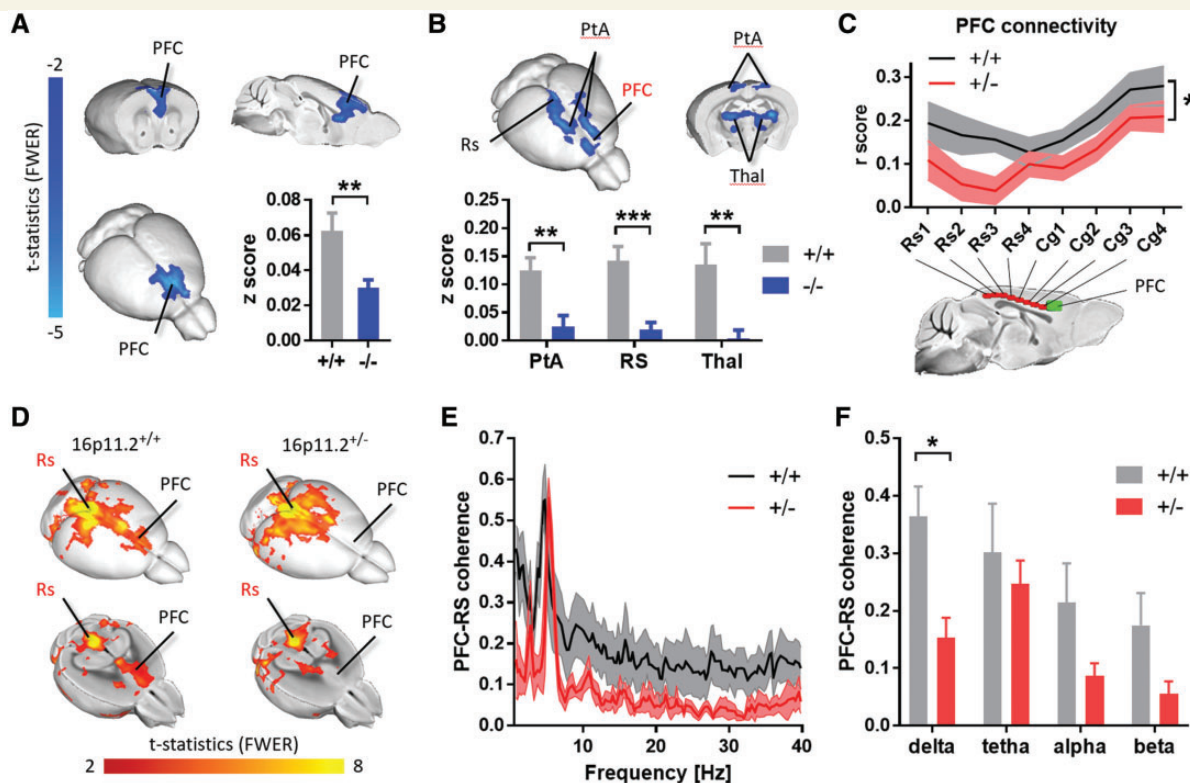 A
-2
t-statistics (FWER)
-5
PFC
PFC
PFC
z score
0.08
0.06
0.04
0.02
0.00
**
+/+ -/-
B
PtA
PFC
Rs
PtA
Thal
z score
0.25
0.20
0.15
0.10
0.05
0.00
** *** **
+/+
-/-
PtA RS Thal
C
PFC connectivity
+/+
+/-
r score
0.3
0.2
0.1
0.0
*
Rs1 Rs2 Rs3 Rs4 Cg1 Cg2 Cg3 Cg4
PFC
D
16p11.2+/+ 16p11.2+/-
Rs PFC Rs PFC
Rs PFC Rs PFC
t-statistics (FWER)
2 8
E
PFC-RS coherence
0.7
0.6
0.5
0.4
0.3
0.2
0.1
0.0
+/+
+/-
10 20 30 40
Frequency [Hz]
F
PFC-RS coherence
0.5
0.4
0.3
0.2
0.1
0.0
*
+/+
+/-
delta tetha alpha beta